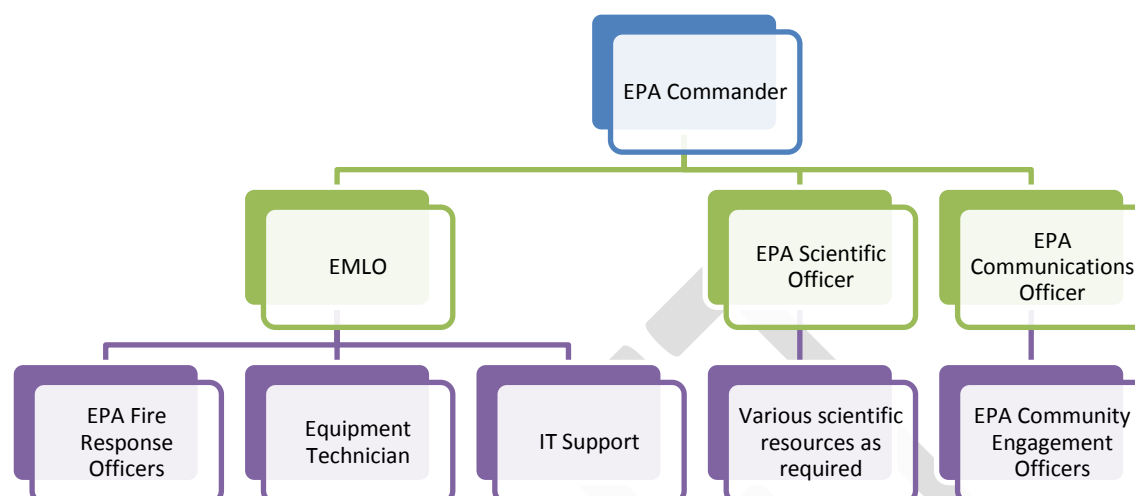 EPA Commander
EMLO
EPA Scientific
Officer
EPA
Communications
Officer
EPA Fire
Response
Officers
Equipment
Technician
IT Support
Various scientific
resources as
required
EPA Community
Engagement
Officers